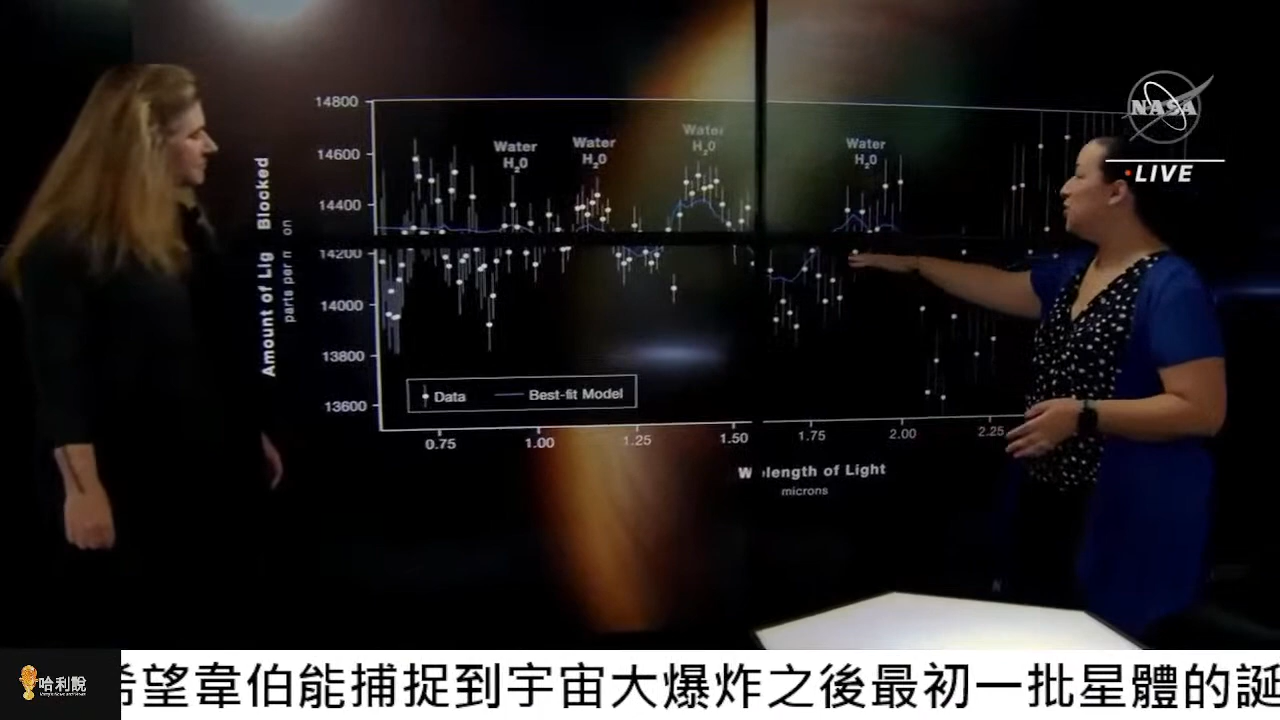 NASA
LIVE
14800
14600
14400
14200
14000
13800
13600
Amount of Lig Blocked
parts per m on
Water
H₂O
Water
H₂O
Water
H₂O
Water
H₂O
Data
Best-fit Model
0.75
1.00
1.25
1.50
1.75
2.00
2.25
W elength of Light
microns
哈利說
希望韋伯能捕捉到宇宙大爆炸之後最初一批星體的誕